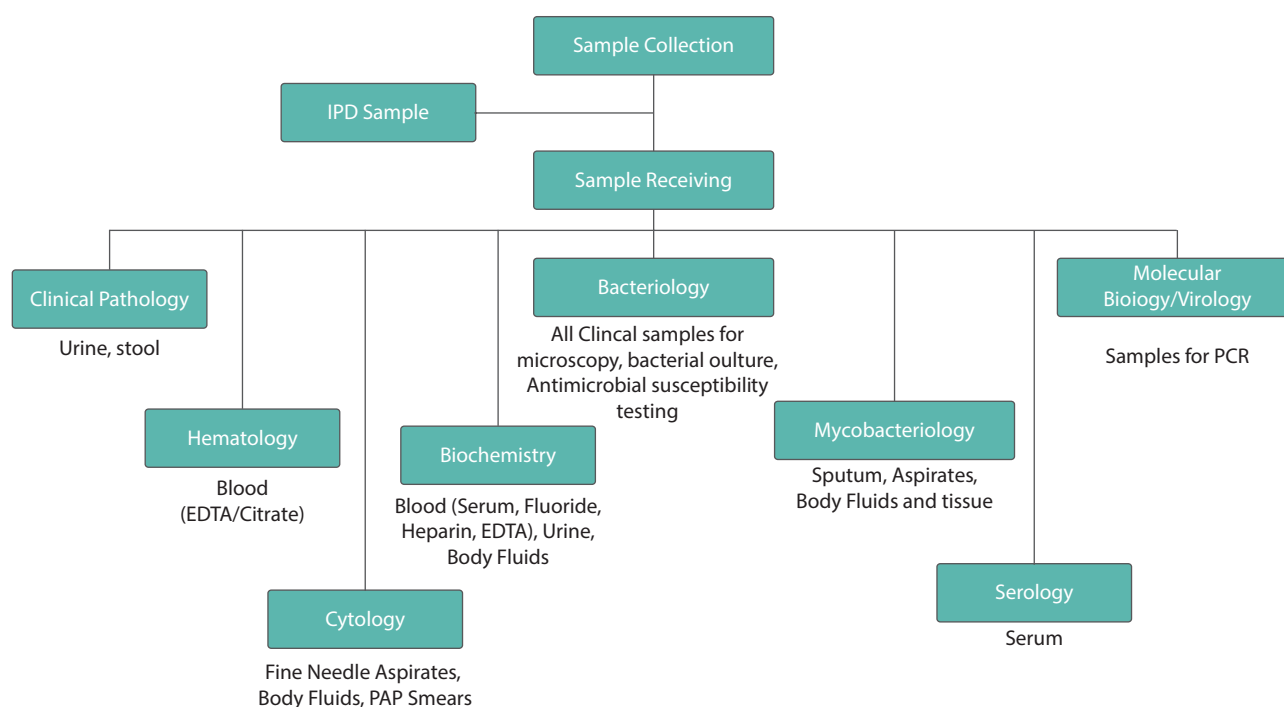 Sample Collection
IPD Sample
Sample Receiving
Clinical Pathology
Urine, stool
Hematology
Blood
(EDTA/Citrate)
Cytology
Fine Needle Aspirates,
Body Fluids, PAP Smears
Biochemistry
Blood (Serum, Fluoride,
Heparin, EDTA), Urine,
Body Fluids
Bacteriology
All Clincal samples for
microscopy, bacterial oulture,
Antimicrobial susceptibility
testing
Mycobacteriology
Sputum, Aspirates,
Body Fluids and tissue
Serology
Serum
Molecular
Bioiogy/Virology
Samples for PCR